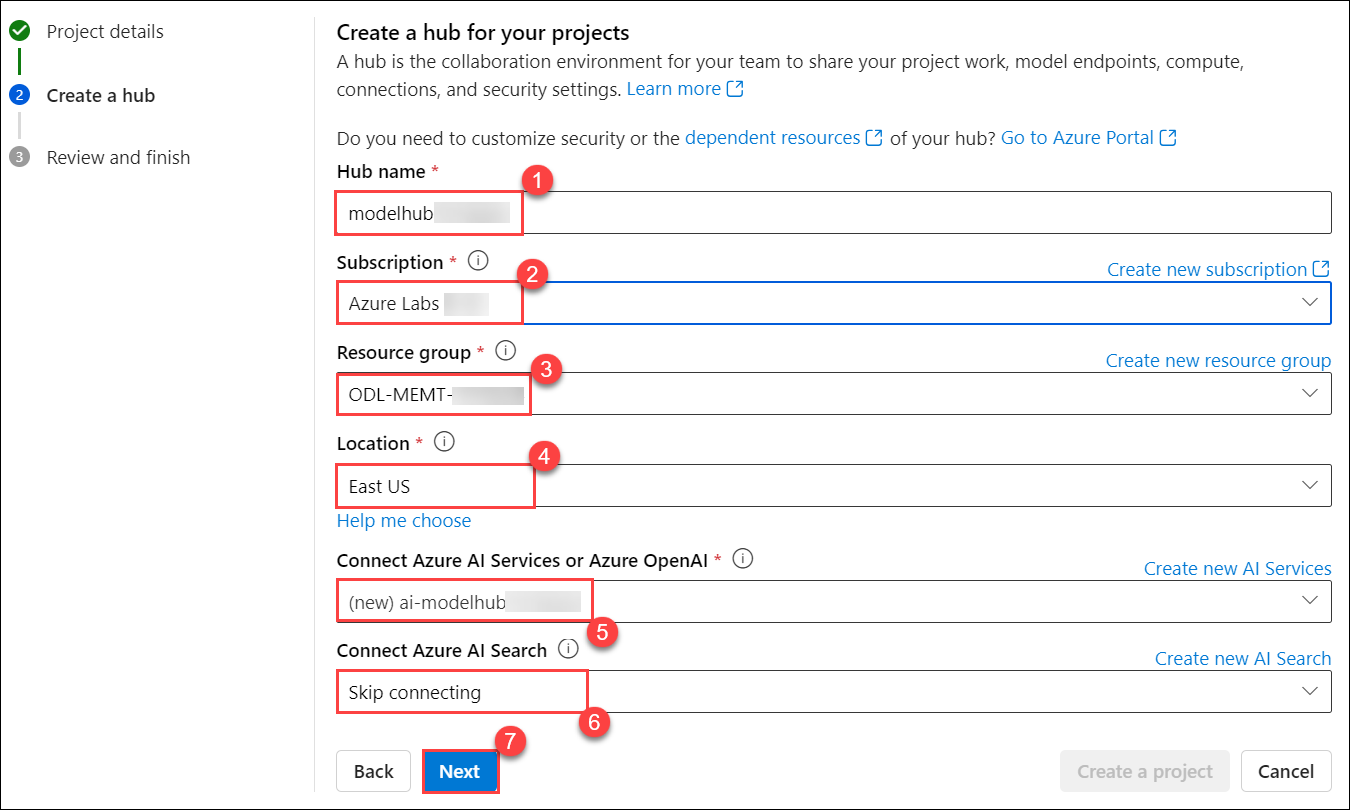 Project details
2
Create a hub
3
Review and finish
Create a hub for your projects
A hub is the collaboration environment for your team to share your project work, model endpoints, compute,
connections, and security settings. Learn more
Do you need to customize security or the dependent resources of your hub? Go to Azure Portal
Hub name *
1
modelhub
Subscription *
2
Create new subscription
Azure Labs
Resource group *
3
Create new resource group
ODL-MEMT-
Location *
4
East US
Help me choose
Connect Azure AI Services or Azure OpenAI *
Create new AI Services
(new) ai-modelhub
5
Connect Azure AI Search
Create new AI Search
Skip connecting
6
7
Back
Next
Create a project
Cancel